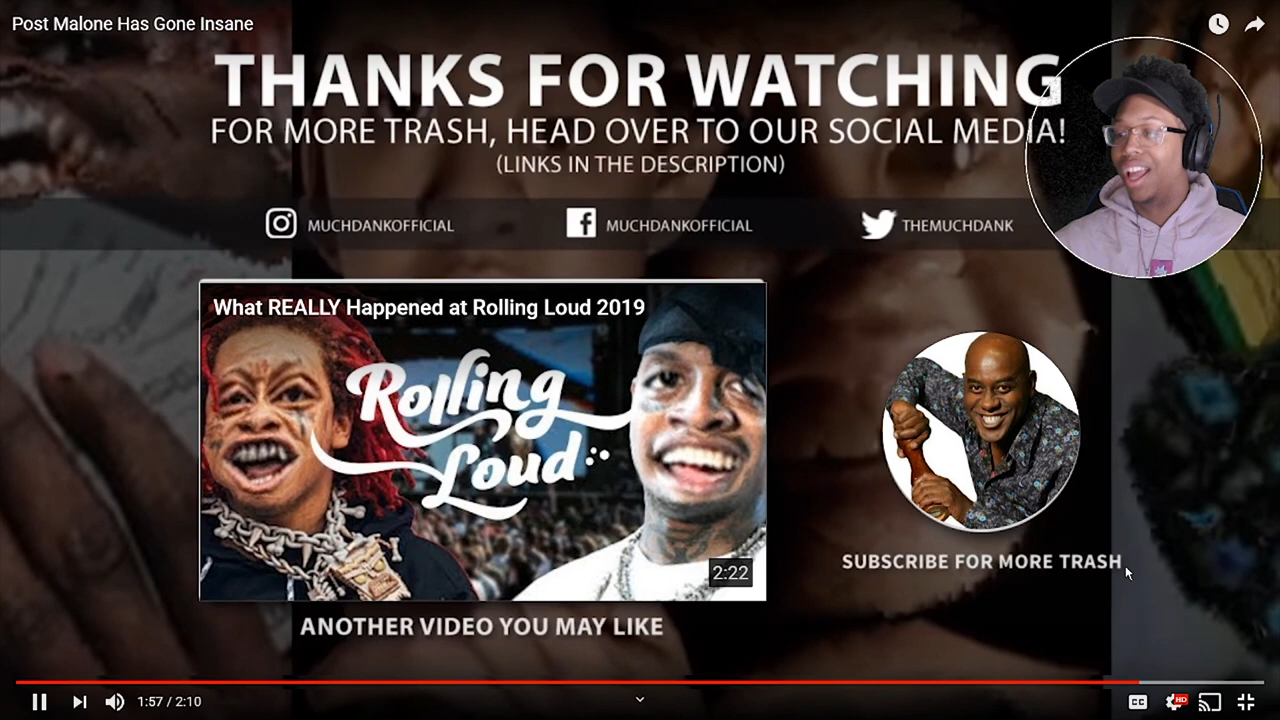 Post Malone Has Gone Insane
THANKS FOR WATCHING
FOR MORE TRASH, HEAD OVER TO OUR SOCIAL MEDIA!
(LINKS IN THE DESCRIPTION)
MUCHDANKOFFICIAL
MUCHDANKOFFICIAL
THEMUCHDANK
What REALLY Happened at Rolling Loud 2019
Rolling
Loud
2:22
SUBSCRIBE FOR MORE TRASH
ANOTHER VIDEO YOU MAY LIKE
1:57 / 2:10
CC
HD